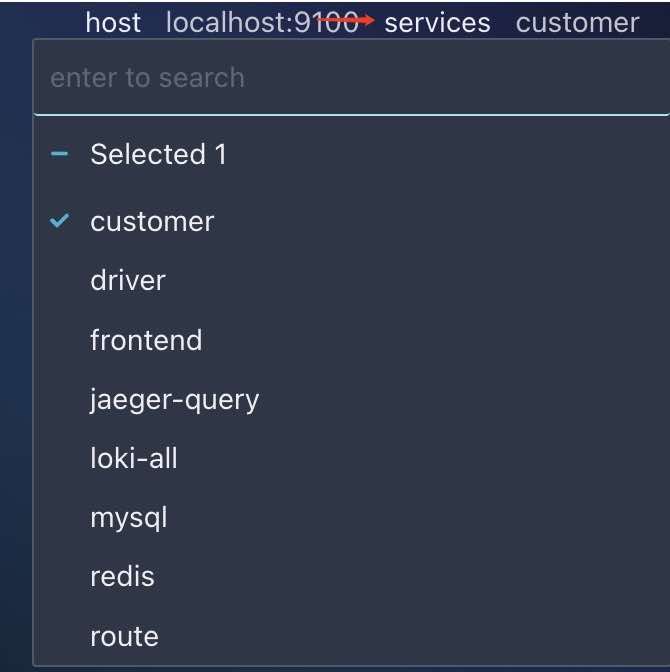 host localhost:9100 services customer
enter to search
Selected 1
customer
driver
frontend
jaeger-query
loki-all
mysql
redis
route